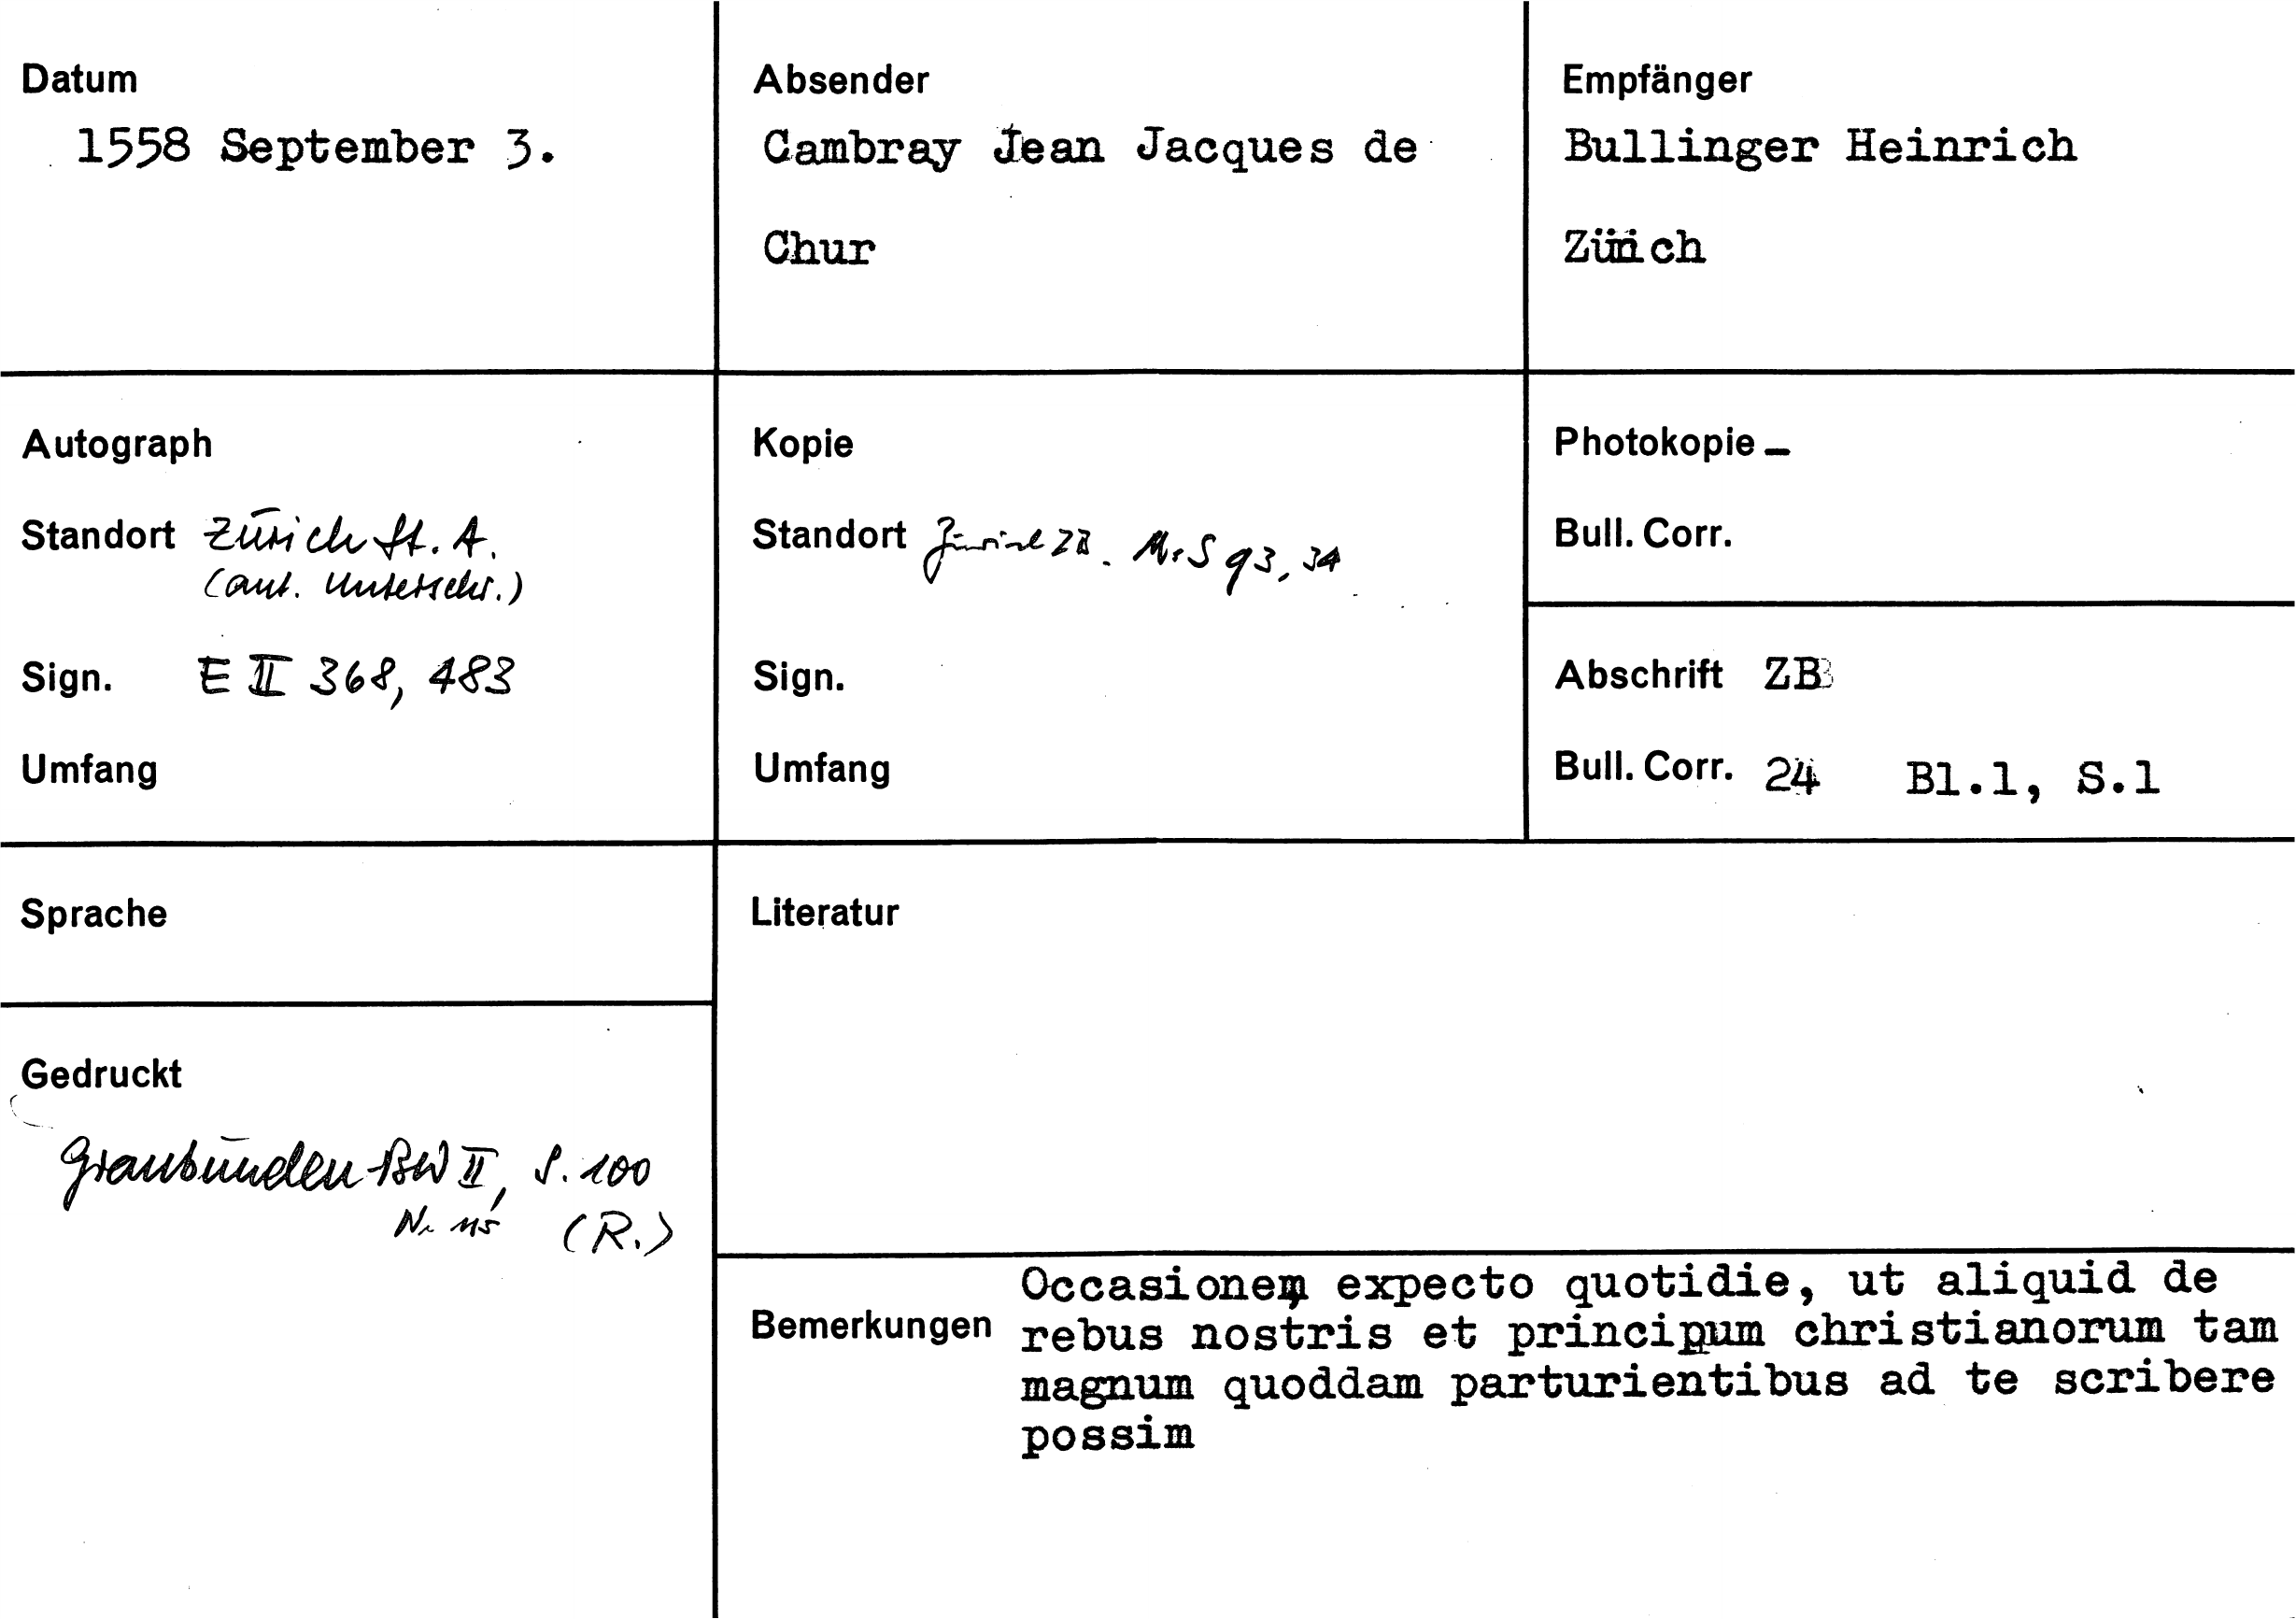 Datum
1558 September 3.
Absender
Cambray Jean Jacques de
Chur
Empfänger
Bullinger Heinrich
Zürich
Autograph
Standort Zürich St. A.
(aut. Unterschr.)
Sign. E II 368, 483
Umfang
Kopie
Standort Zürich ZB. Ms S 93, 34
Sign.
Umfang
Photokopie -
Bull. Corr.
Abschrift ZB
Bull. Corr. 24 Bl.1, S.1
Sprache
Gedruckt
Graubünden BW II, S. 100
Nr. 115 (R.)
Literatur
Bemerkungen
Occasionem expecto quotidie, ut aliquid de
rebus nostris et principum christianorum tam
magnum quoddam parturientibus ad te scribere
possim